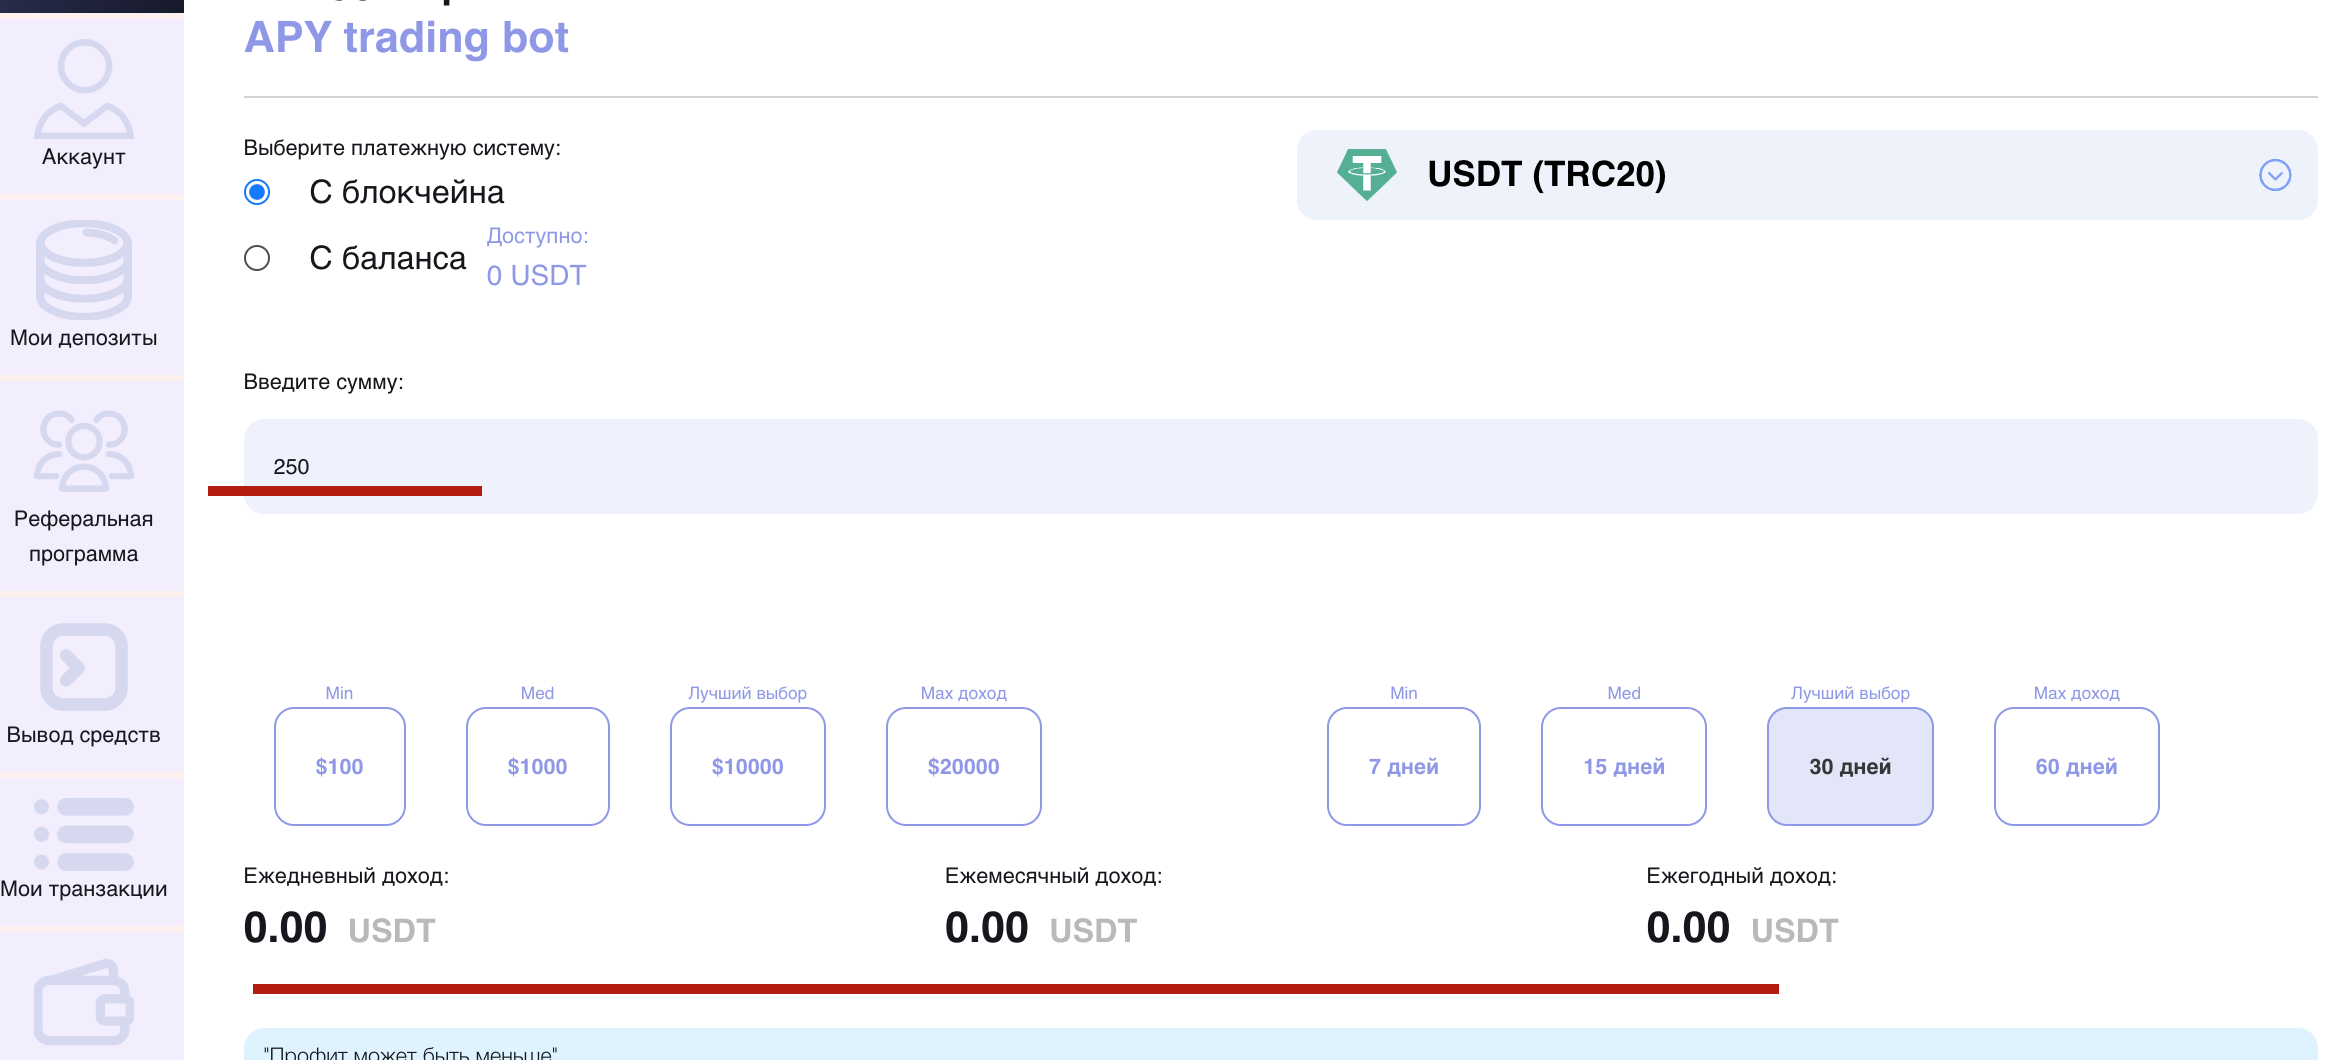 APY trading bot
Аккаунт
Мои депозиты
Реферальная
программа
Вывод средств
Мои транзакции
Выберите платежную систему:
С блокчейна
С баланса
Доступно:
0 USDT
USDT (TRC20)
Введите сумму:
250
Min Med Лучший выбор Max доход
$100 $1000 $10000 $20000
Min Med Лучший выбор Max доход
7 дней 15 дней 30 дней 60 дней
Ежедневный доход: Ежемесячный доход: Ежегодный доход:
0.00 USDT 0.00 USDT 0.00 USDT
"Профит может быть меньше"